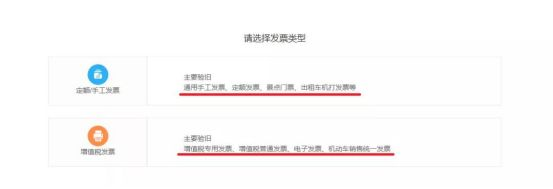 请选择发票类型
定额/手工发票
主要验旧
通用手工发票、定额发票、景点门票、出租车机打发票等
增值税发票
主要验旧
增值税专用发票、增值税普通发票、电子发票、机动车销售统一发票